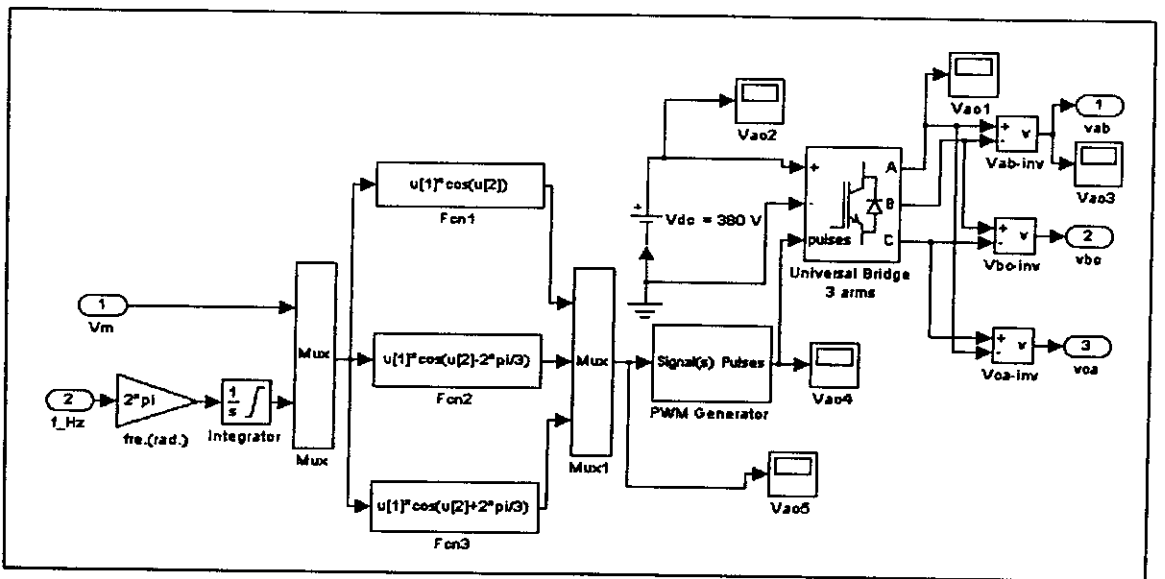 1
Vm
2
f_Hz
2*pi
fre.(rad.)
1
s
Integrator
Mux
Mux
u[1]*cos(u[2])
Fcn1
u[1]*cos(u[2]-2*pi/3)
Fcn2
u[1]*cos(u[2]+2*pi/3)
Fcn3
Mux
Mux1
Vao2
+
Vdc = 380 V
Signal(s) Pulses
PWM Generator
Vao4
Vao5
+
-
pulses
A
B
C
Universal Bridge
3 arms
Vao1
+
-
v
Vab-inv
1
vab
Vao3
+
-
v
Vbc-inv
2
vbc
+
-
v
Vca-inv
3
vca